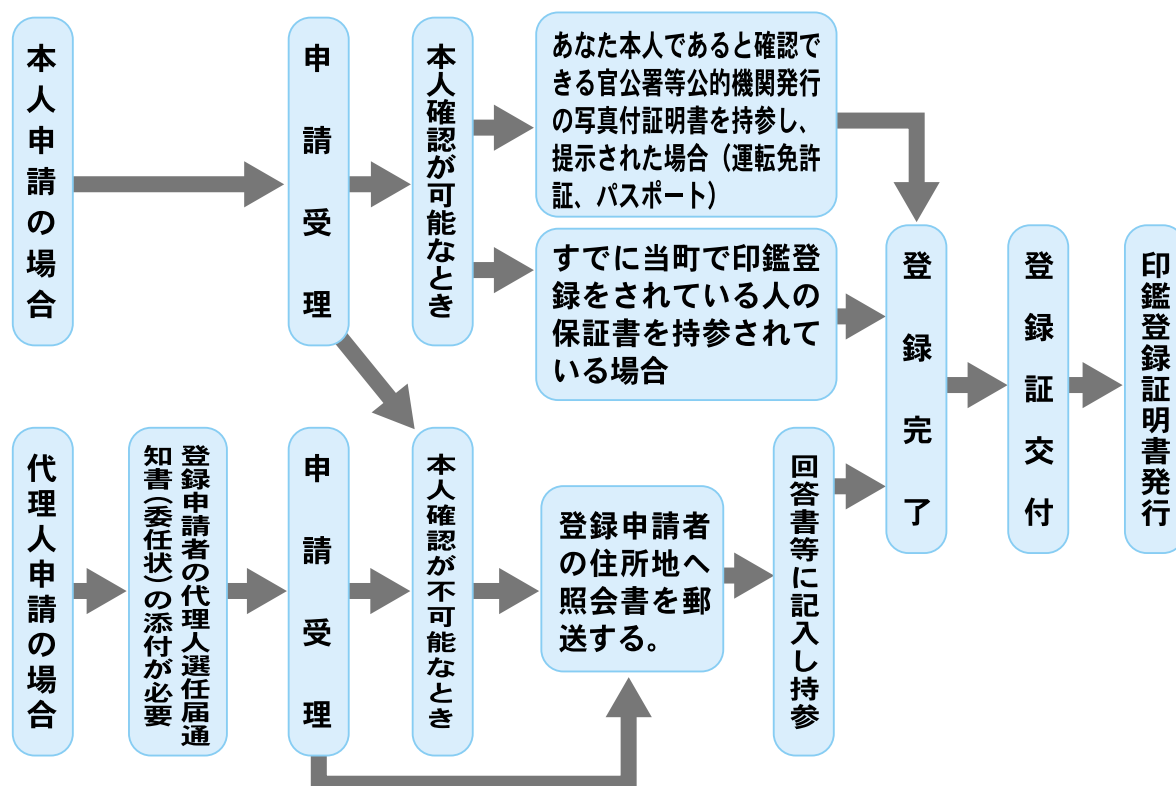 本人申請の場合
申請受理
本人確認が可能なとき
あなた本人であると確認で
きる官公署等公的機関発行
の写真付証明書を持参し、
提示された場合（運転免許
証、パスポート）
すでに当町で印鑑登
録をされている人の
保証書を持参されて
いる場合
登録完了
登録証交付
印鑑登録証明書発行
代理人申請の場合
登録申請者の代理人選任届通
知書（委任状）の添付が必要
申請受理
本人確認が不可能なとき
登録申請者
の住所地へ
照会書を郵
送する。
回答書等に記入し持参